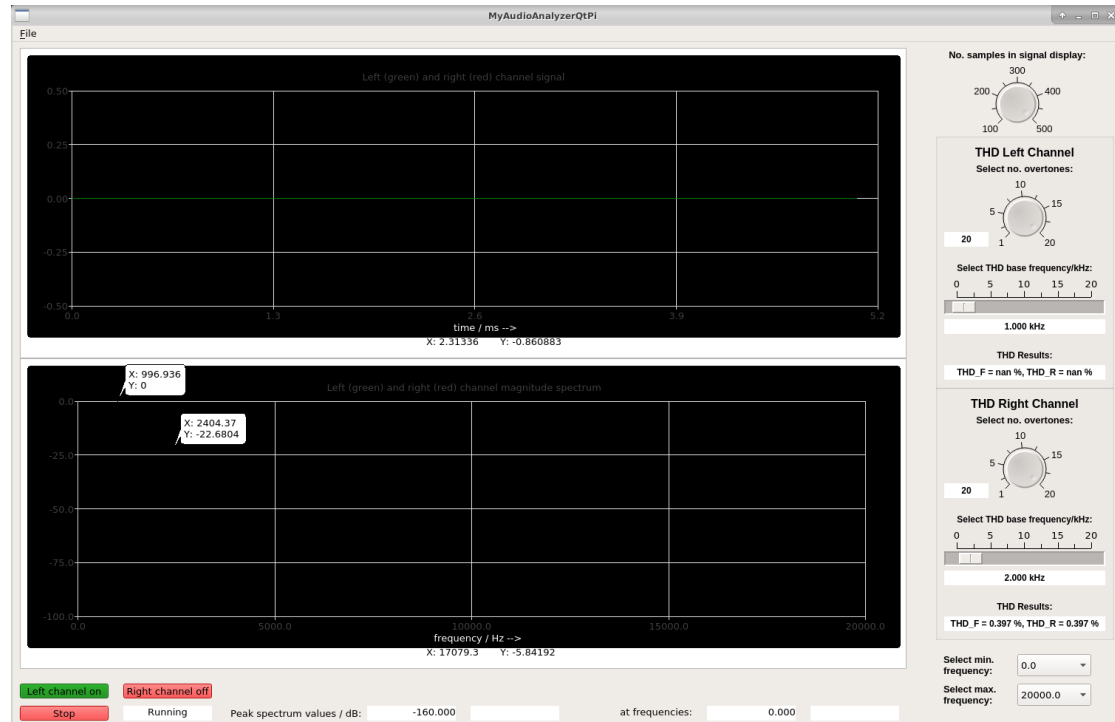 MyAudioAnalyzerQtPi
File
Left (green) and right (red) channel signal
0.50
0.25
0.00
-0.25
-0.50
0.0 1.3 2.6 3.9 5.2
time / ms -->
X: 2.31336 Y: -0.860883
X: 996.936
Y: 0
Left (green) and right (red) channel magnitude spectrum
X: 2404.37
Y: -22.6804
0.0
-25.0
-50.0
-75.0
-100.0
0.0 5000.0 10000.0 15000.0 20000.0
frequency / Hz -->
X: 17079.3 Y: -5.84192
Left channel on Right channel off
Stop Running Peak spectrum values / dB: -160.000 at frequencies: 0.000
No. samples in signal display:
300
200 400
100 500
THD Left Channel
Select no. overtones:
10
5 15
20 1 20
Select THD base frequency/kHz:
0 5 10 15 20
1.000 kHz
THD Results:
THD_F = nan %, THD_R = nan %
THD Right Channel
Select no. overtones:
10
5 15
20 1 20
Select THD base frequency/kHz:
0 5 10 15 20
2.000 kHz
THD Results:
THD_F = 0.397 %, THD_R = 0.397 %
Select min.
frequency: 0.0
Select max.
frequency: 20000.0